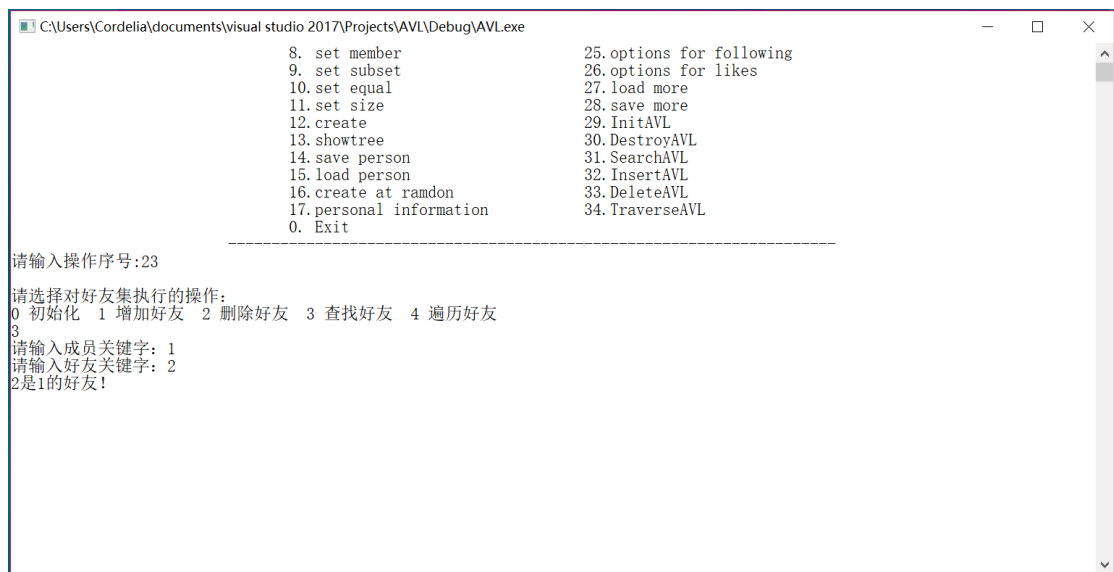 C:\Users\Cordelia\documents\visual studio 2017\Projects\AVL\Debug\AVL.exe
8. set member 25.options for following
9. set subset 26.options for likes
10.set equal 27.load more
11.set size 28.save more
12.create 29.InitAVL
13.showtree 30.DestroyAVL
14.save person 31.SearchAVL
15.load person 32.InsertAVL
16.create at ramdon 33.DeleteAVL
17.personal information 34.TraverseAVL
0. Exit
----------------------------------------------------------------------
请输入操作序号:23
请选择对好友集执行的操作:
0 初始化 1 增加好友 2 删除好友 3 查找好友 4 遍历好友
3
请输入成员关键字: 1
请输入好友关键字: 2
2是1的好友!